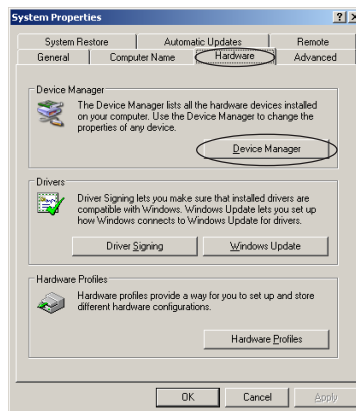 System Properties
System Restore Automatic Updates Remote
General Computer Name Hardware Advanced
Device Manager
The Device Manager lists all the hardware devices installed
on your computer. Use the Device Manager to change the
properties of any device.
Device Manager
Drivers
Driver Signing lets you make sure that installed drivers are
compatible with Windows. Windows Update lets you set up
how Windows connects to Windows Update for drivers.
Driver Signing Windows Update
Hardware Profiles
Hardware profiles provide a way for you to set up and store
different hardware configurations.
Hardware Profiles
OK Cancel Apply